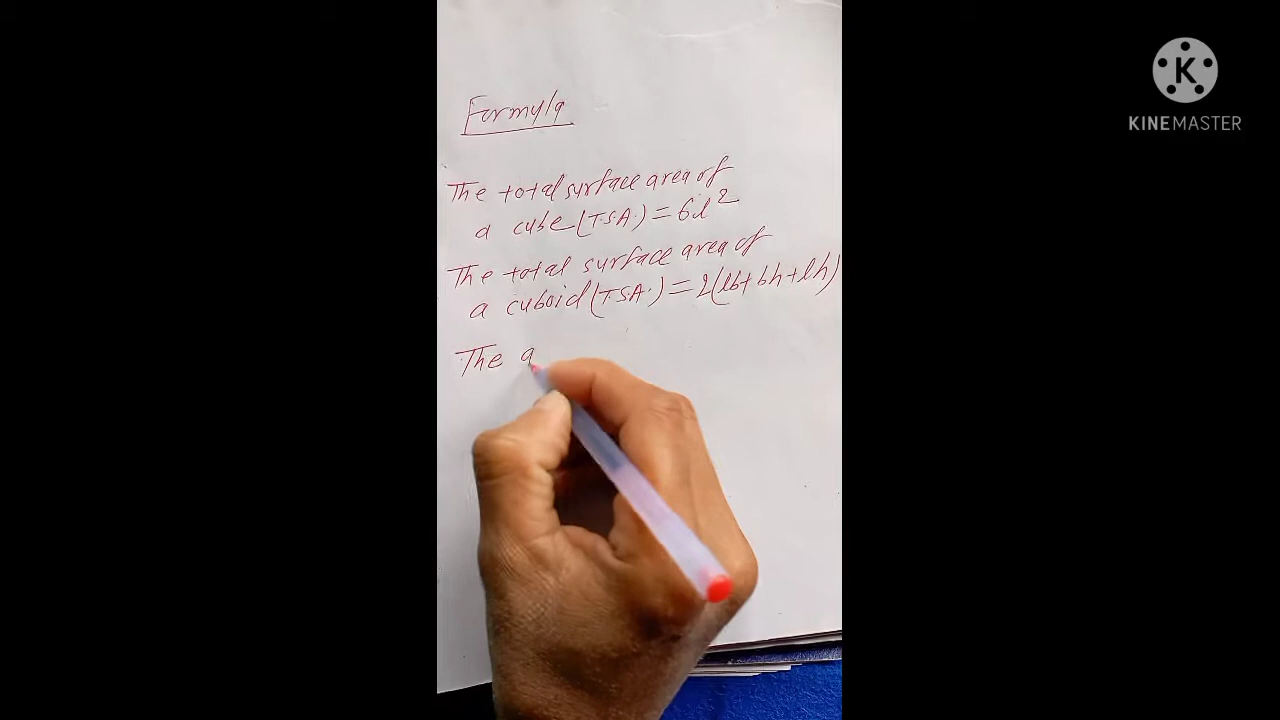 Formula
The total surface area of
a cube (T.S.A.) = 6l²
The total surface area of
a cuboid (T.S.A.) = 2(lb+bh+lh)
The a
K
KINEMASTER